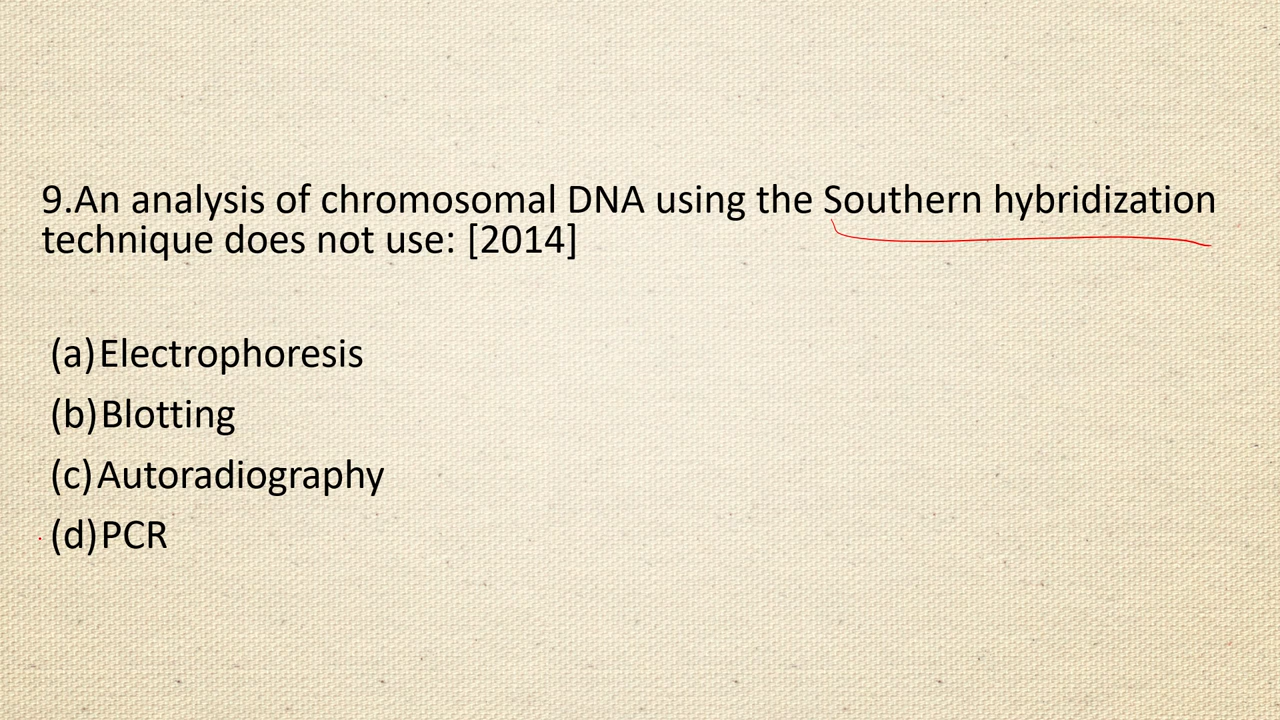 9.An analysis of chromosomal DNA using the Southern hybridization
technique does not use: [2014]
(a) Electrophoresis
(b) Blotting
(c) Autoradiography
(d) PCR